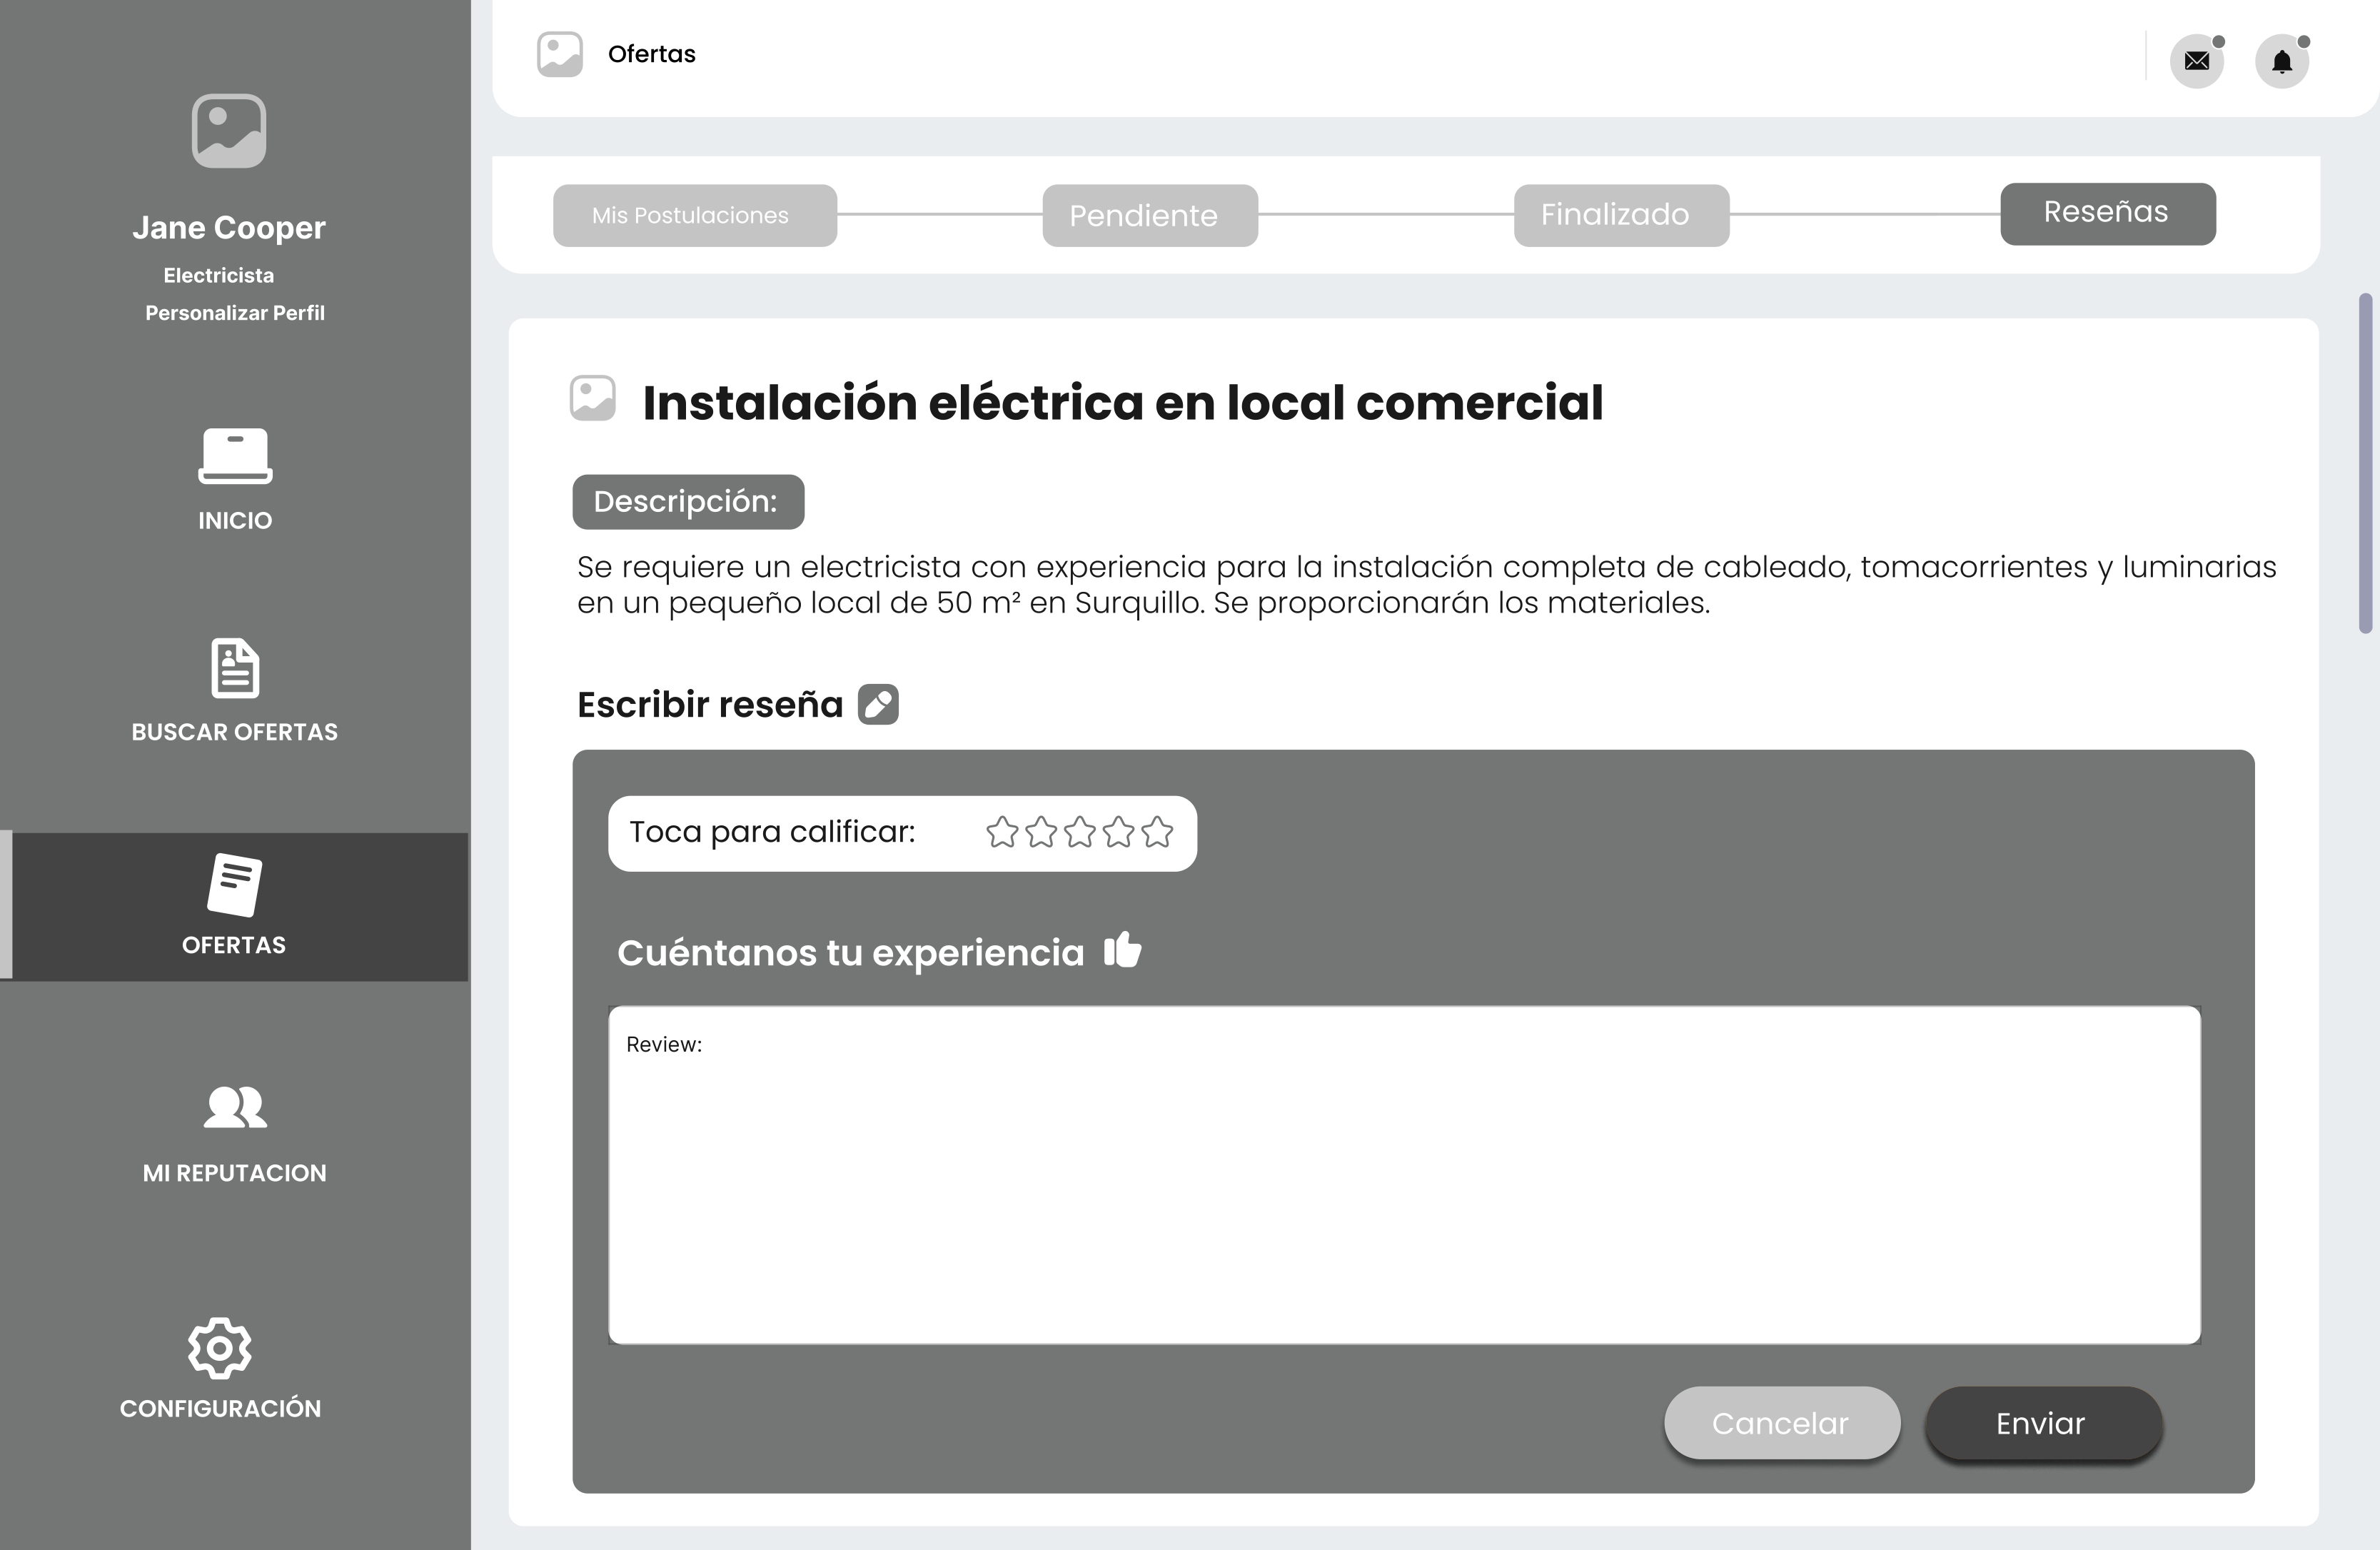 Jane Cooper
Electricista
Personalizar Perfil
INICIO
BUSCAR OFERTAS
OFERTAS
MI REPUTACION
CONFIGURACIÓN
Ofertas
Mis Postulaciones
Pendiente
Finalizado
Reseñas
Instalación eléctrica en local comercial
Descripción:
Se requiere un electricista con experiencia para la instalación completa de cableado, tomacorrientes y luminarias
en un pequeño local de 50 m² en Surquillo. Se proporcionarán los materiales.
Escribir reseña
Toca para calificar:
Cuéntanos tu experiencia
Review:
Cancelar
Enviar